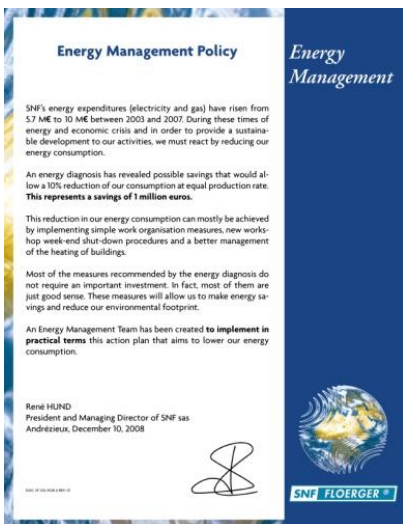 Energy Management Policy
Energy
Management
SNF's energy expenditures (electricity and gas) have risen from
5.7 M€ to 10 M€ between 2003 and 2007. During these times of
energy and economic crisis and in order to provide a sustaina-
ble development to our activities, we must react by reducing our
energy consumption.
An energy diagnosis has revealed possible savings that would al-
low a 10% reduction of our consumption at equal production rate.
This represents a savings of 1 million euros.
This reduction in our energy consumption can mostly be achieved
by implementing simple work organisation measures, new works-
hop week-end shut-down procedures and a better management
of the heating of buildings.
Most of the measures recommended by the energy diagnosis do
not require an important investment. In fact, most of them are
just good sense. These measures will allow us to make energy sa-
vings and reduce our environmental footprint.
An Energy Management Team has been created to implement in
practical terms this action plan that aims to lower our energy
consumption.
René HUND
President and Managing Director of SNF sas
Andrézieux, December 10, 2008
SNF FLOERGER ®